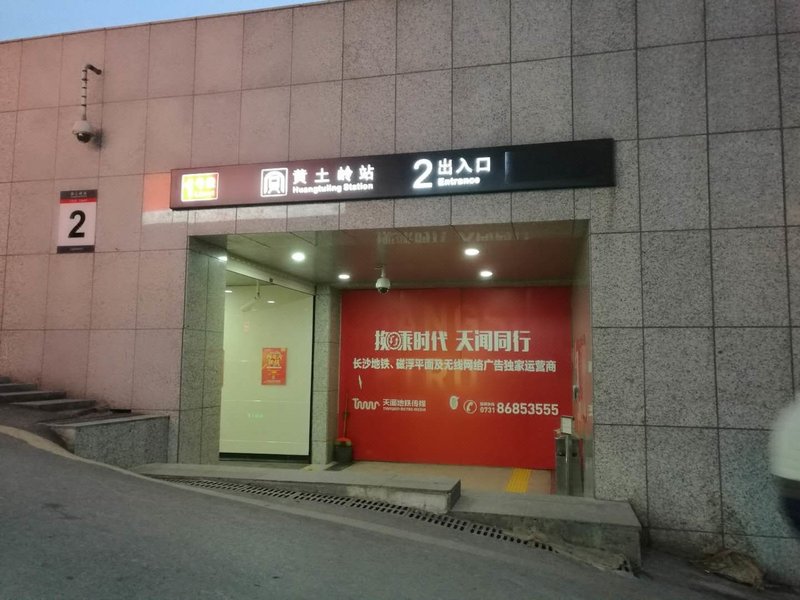 黄土岭站
Huangtuling Station
2 出入口
Entrance
2
换乘时代 天闻同行
长沙地铁、磁浮平面及无线网络广告独家运营商
天闻地铁传媒
0731 86853555